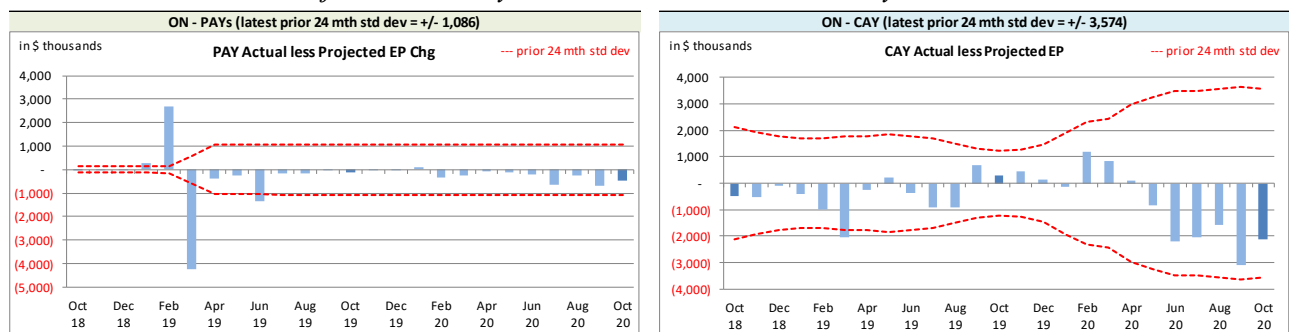 ON - PAYs (latest prior 24 mth std dev = +/- 1,086)
in $ thousands
PAY Actual less Projected EP Chg
--- prior 24 mth std dev
4,000
3,000
2,000
1,000
-
(1,000)
(2,000)
(3,000)
(4,000)
(5,000)
Oct Dec Feb Apr Jun Aug Oct Dec Feb Apr Jun Aug Oct
18 18 19 19 19 19 19 19 20 20 20 20 20
ON - CAY (latest prior 24 mth std dev = +/- 3,574)
in $ thousands
CAY Actual less Projected EP
--- prior 24 mth std dev
4,000
3,000
2,000
1,000
-
(1,000)
(2,000)
(3,000)
(4,000)
Oct Dec Feb Apr Jun Aug Oct Dec Feb Apr Jun Aug Oct
18 18 19 19 19 19 19 19 20 20 20 20 20